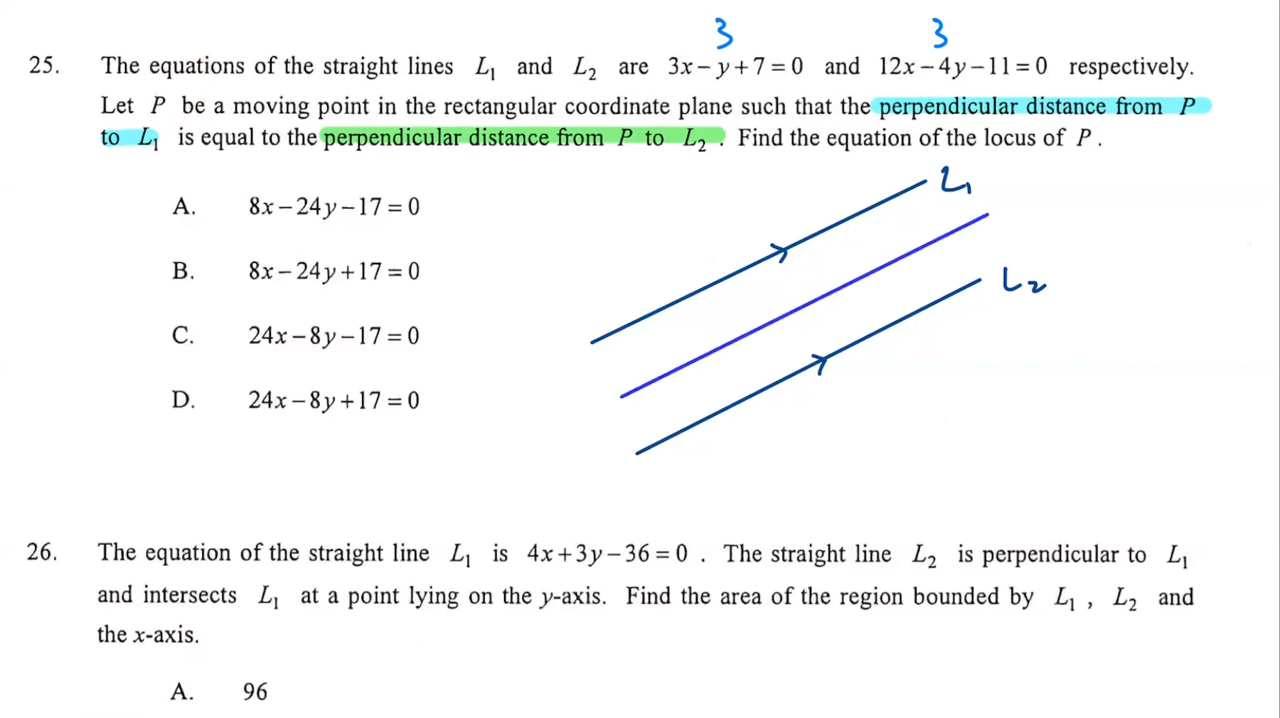 3 3
25. The equations of the straight lines L₁ and L₂ are 3x−y+7=0 and 12x−4y−11=0 respectively.
Let P be a moving point in the rectangular coordinate plane such that the perpendicular distance from P
to L₁ is equal to the perpendicular distance from P to L₂. Find the equation of the locus of P.
L₁
A. 8x−24y−17=0
B. 8x−24y+17=0
L₂
C. 24x−8y−17=0
D. 24x−8y+17=0
26. The equation of the straight line L₁ is 4x+3y−36=0. The straight line L₂ is perpendicular to L₁
and intersects L₁ at a point lying on the y-axis. Find the area of the region bounded by L₁, L₂ and
the x-axis.
A. 96